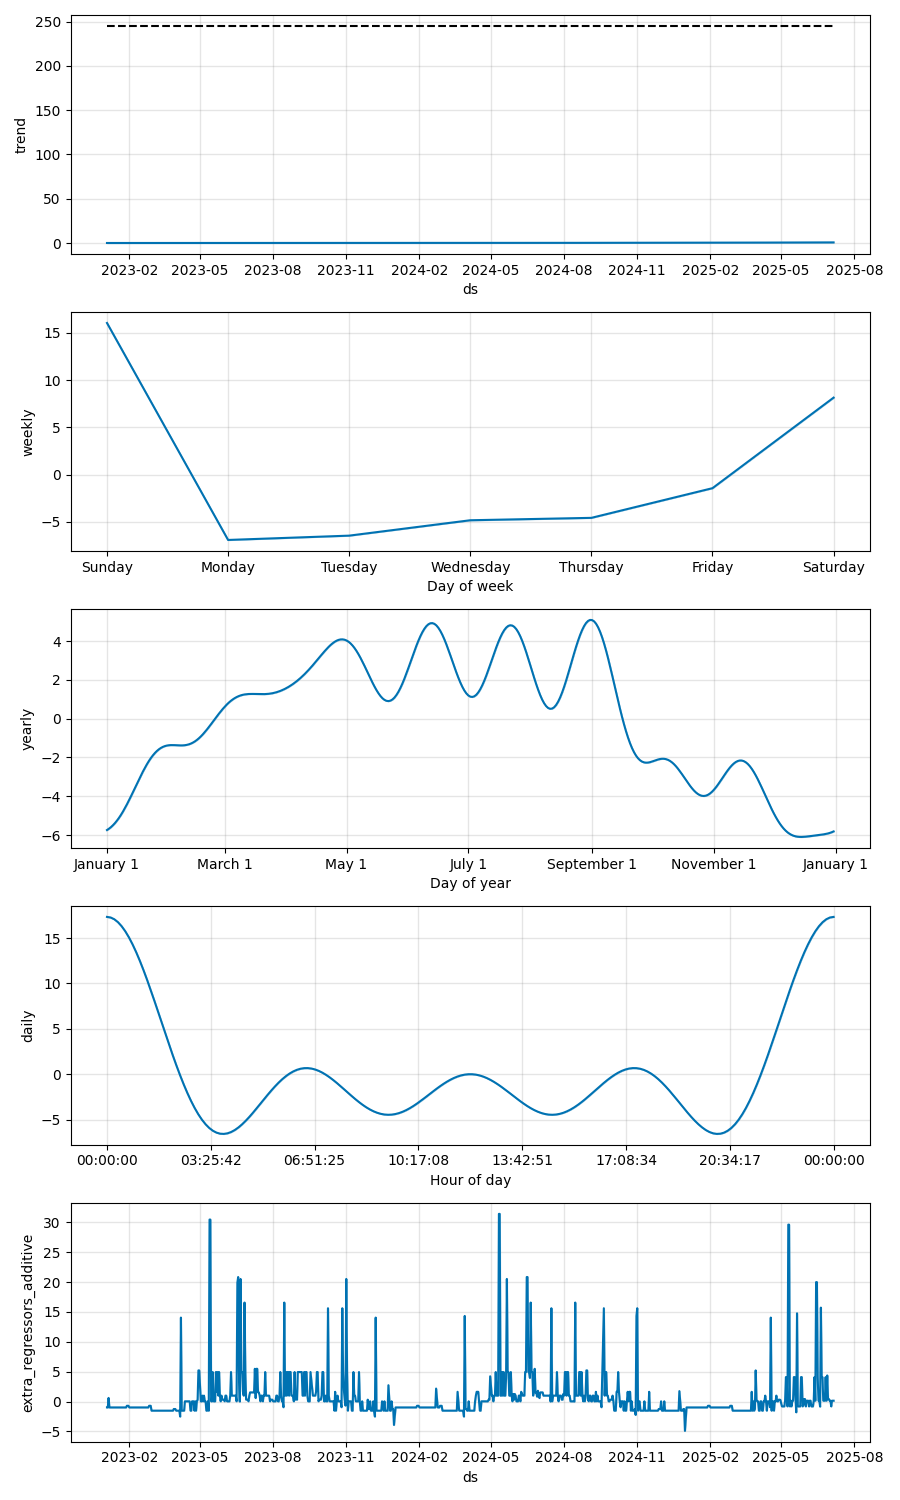 250
200
150
100
50
0
trend
2023-02 2023-05 2023-08 2023-11 2024-02 2024-05 2024-08 2024-11 2025-02 2025-05 2025-08
ds
15
10
5
0
−5
weekly
Sunday Monday Tuesday Wednesday Thursday Friday Saturday
Day of week
4
2
0
−2
−4
−6
yearly
January 1 March 1 May 1 July 1 September 1 November 1 January 1
Day of year
15
10
5
0
−5
daily
00:00:00 03:25:42 06:51:25 10:17:08 13:42:51 17:08:34 20:34:17 00:00:00
Hour of day
30
25
20
15
10
5
0
−5
extra_regressors_additive
2023-02 2023-05 2023-08 2023-11 2024-02 2024-05 2024-08 2024-11 2025-02 2025-05 2025-08
ds